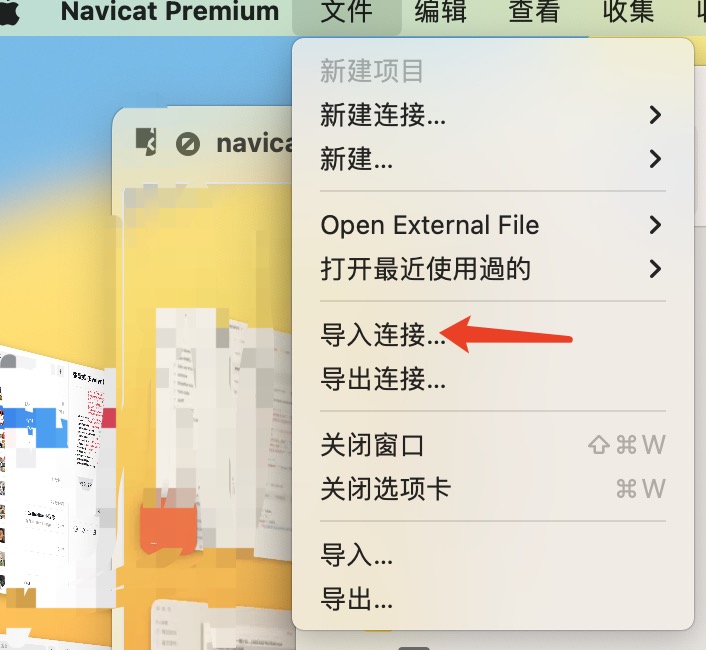 Navicat Premium 文件 编辑 查看 收集
新建项目
新建连接...
navica
新建...
Open External File
打开最近使用過的
导入连接...
导出连接...
关闭窗口 ⇧⌘W
关闭选项卡 ⌘W
导入...
导出...